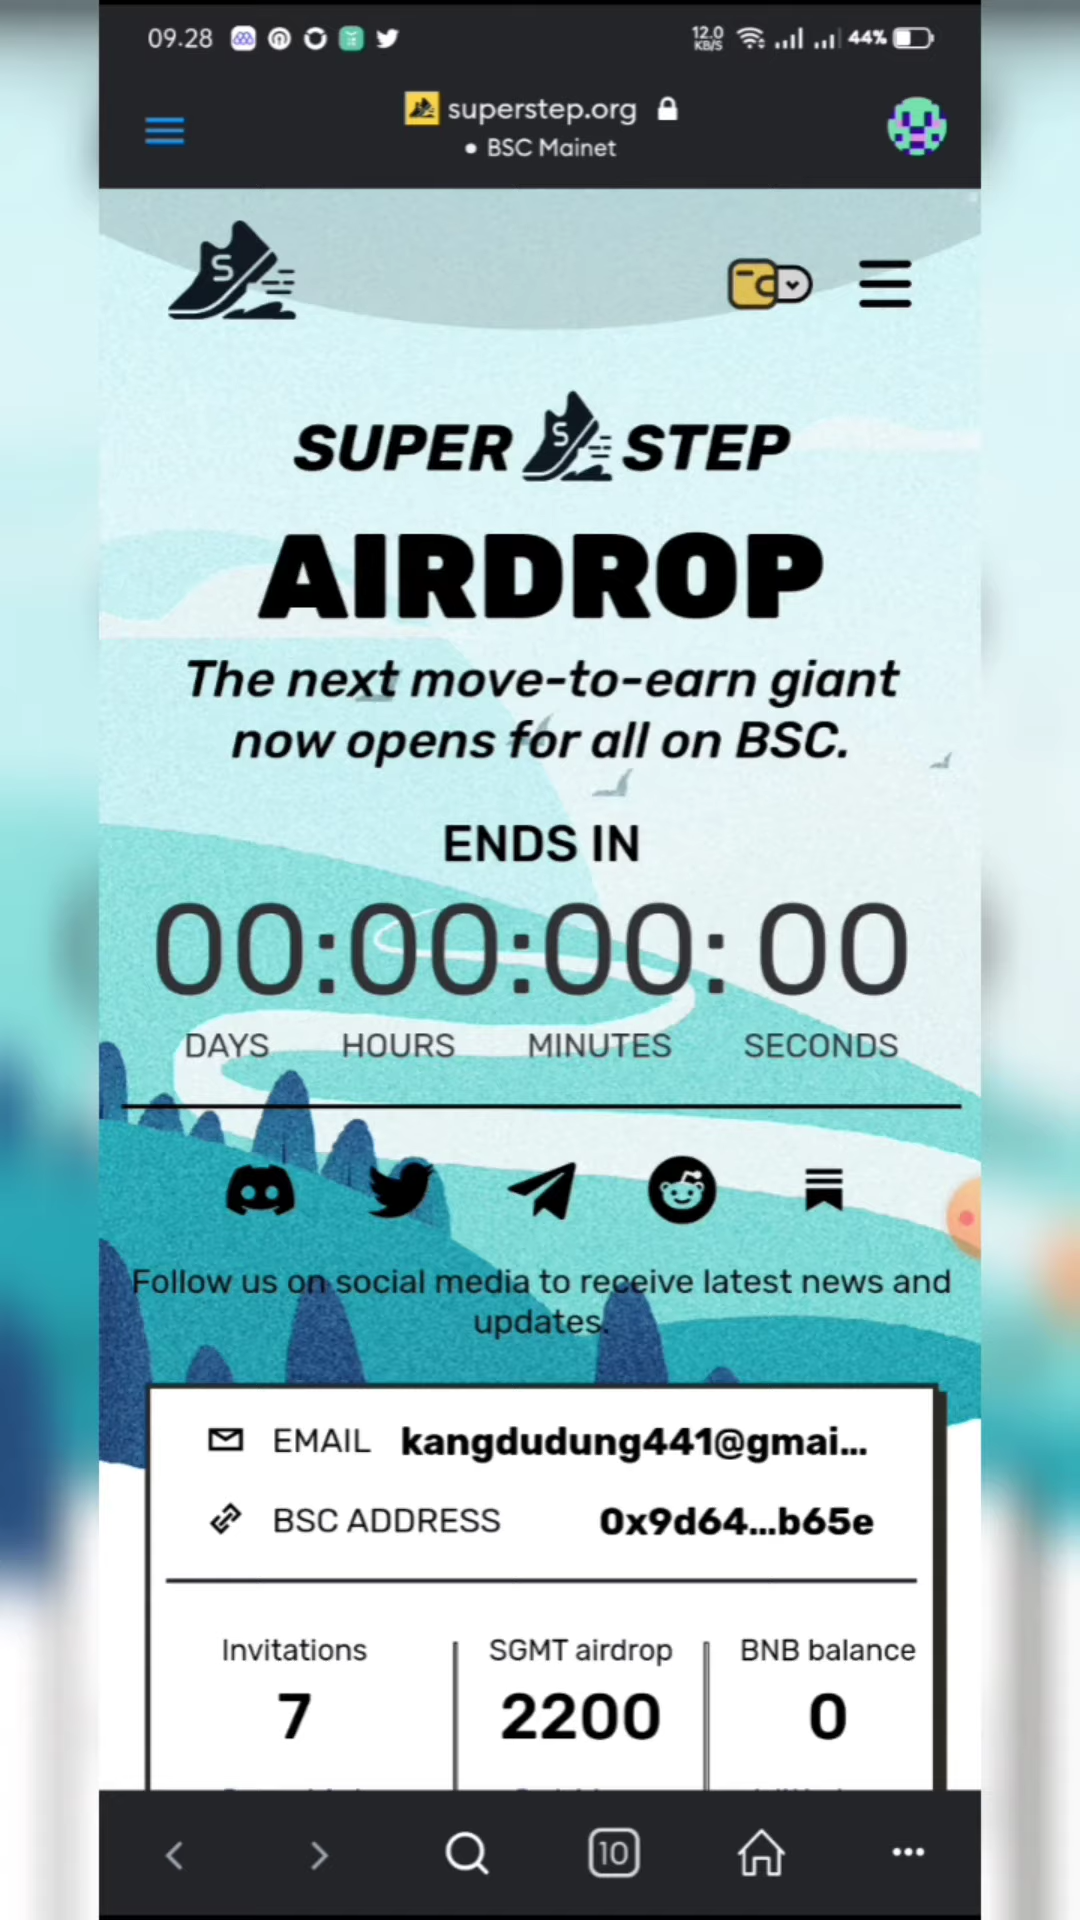 09.28
12.0
KB/S
44%
superstep.org
BSC Mainet
S
SUPER S STEP
AIRDROP
The next move-to-earn giant
now opens for all on BSC.
ENDS IN
00:00:00:00
DAYS HOURS MINUTES SECONDS
Follow us on social media to receive latest news and
updates.
EMAIL kangdudung441@gmai...
BSC ADDRESS 0x9d64...b65e
Invitations SGMT airdrop BNB balance
7 2200 0
10